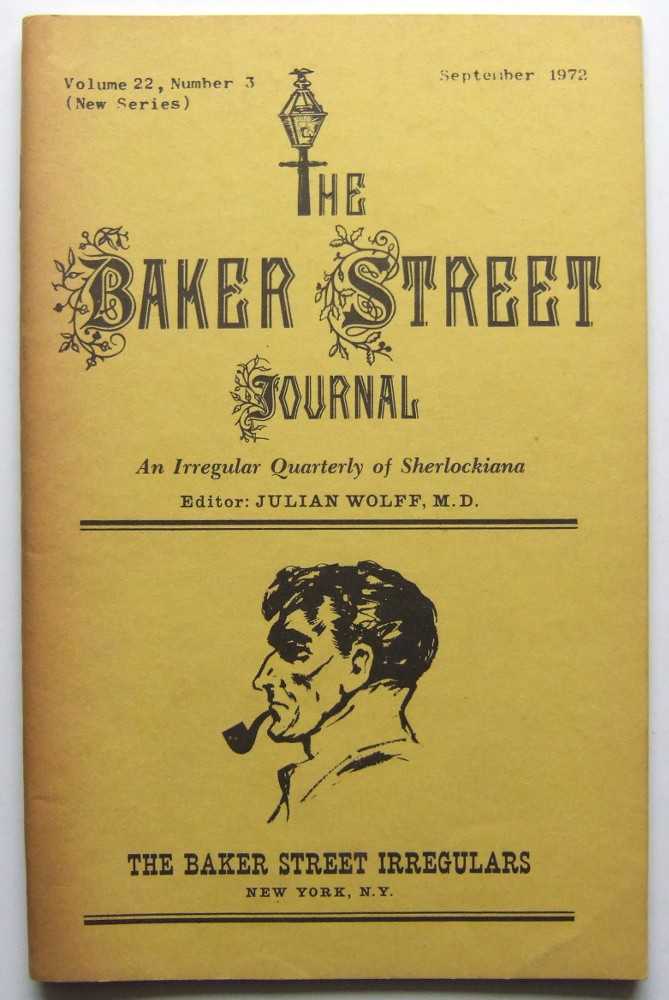 Volume 22, Number 3
(New Series)
September 1972
THE
BAKER STREET
JOURNAL
An Irregular Quarterly of Sherlockiana
Editor: JULIAN WOLFF, M.D.
THE BAKER STREET IRREGULARS
NEW YORK, N.Y.